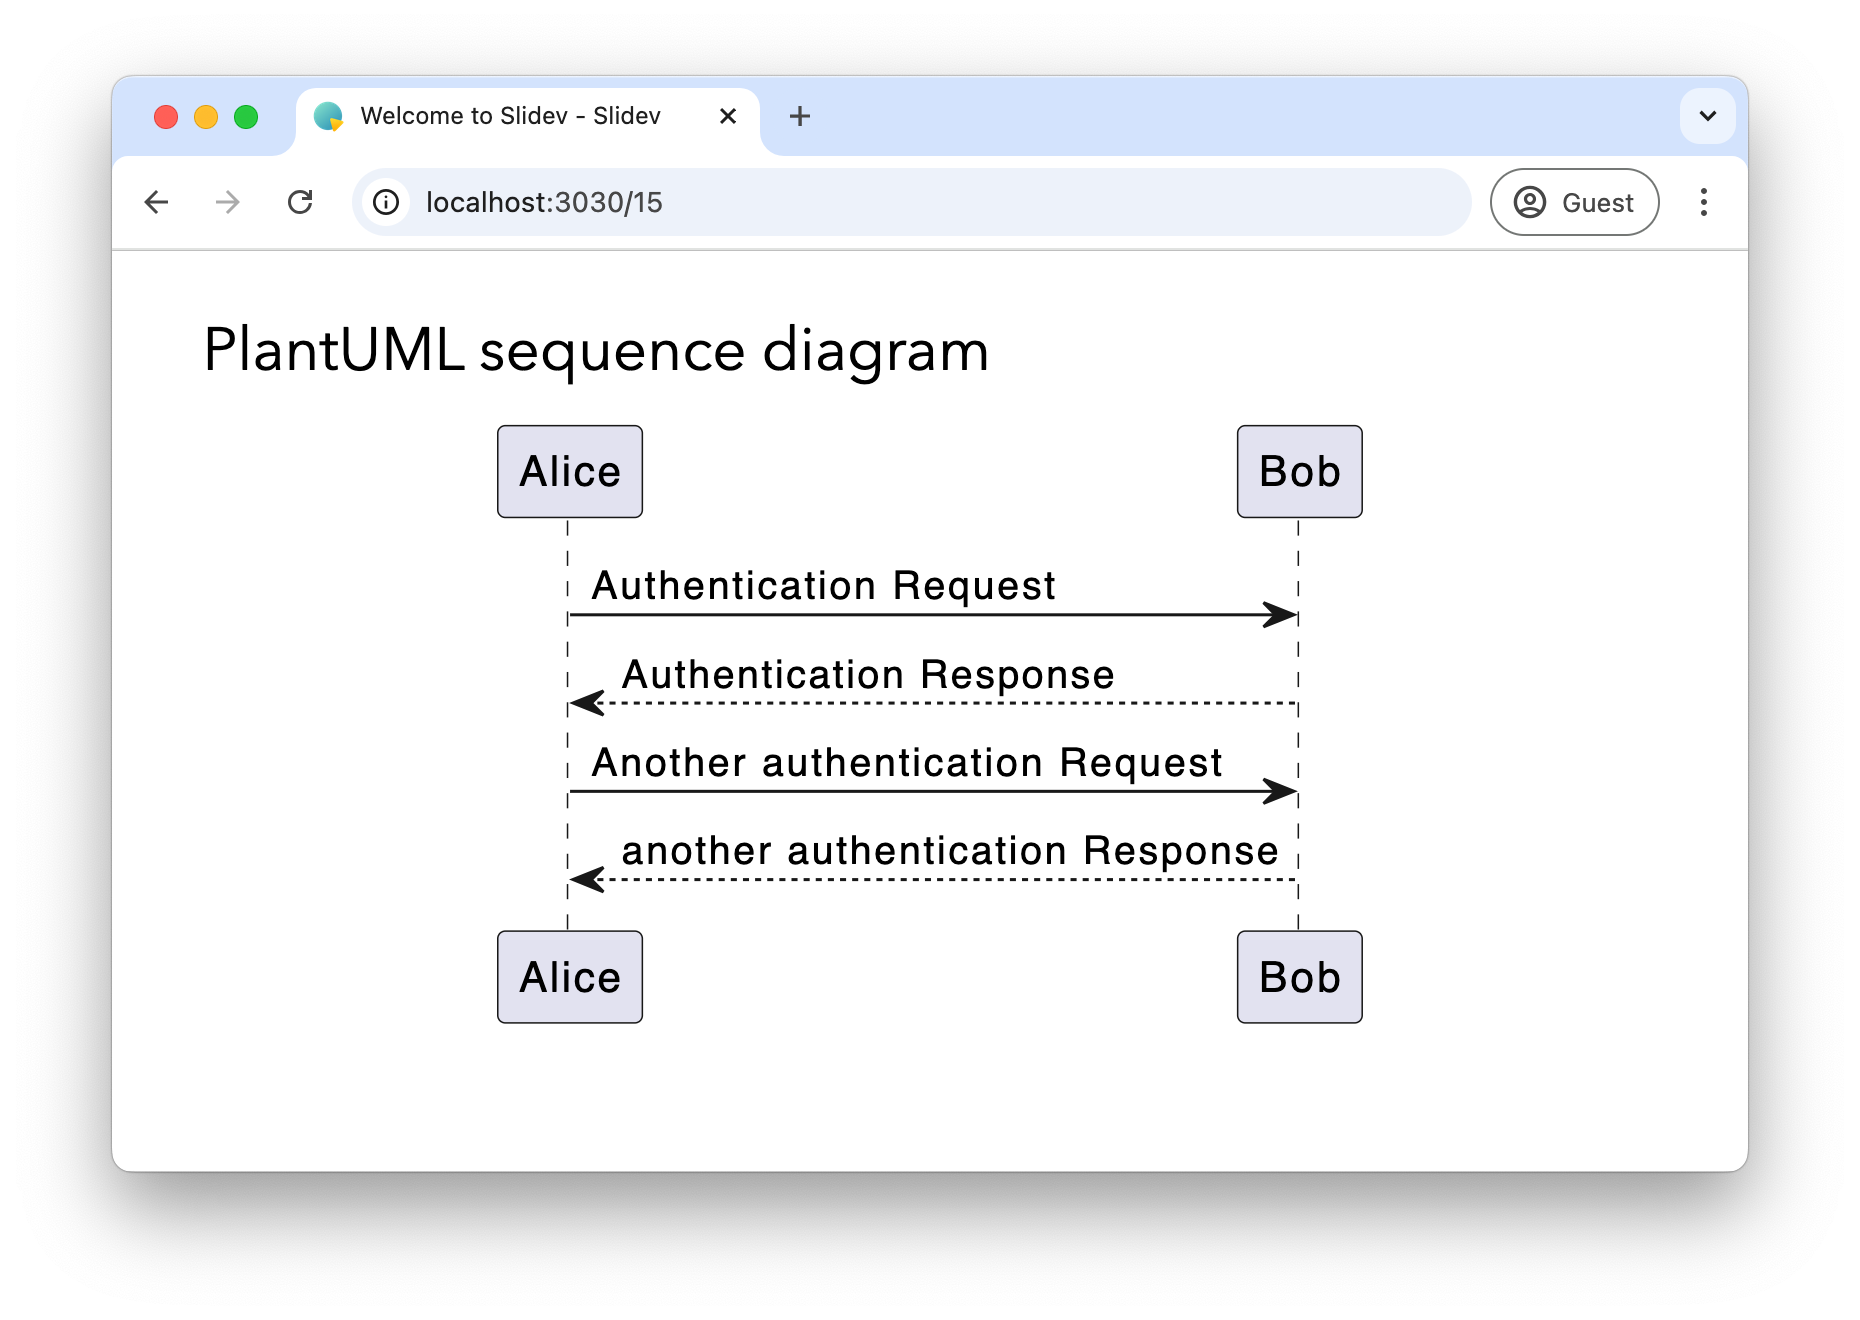 Welcome to Slidev - Slidev
localhost:3030/15
Guest
PlantUML sequence diagram
Alice
Bob
Authentication Request
Authentication Response
Another authentication Request
another authentication Response
Alice
Bob